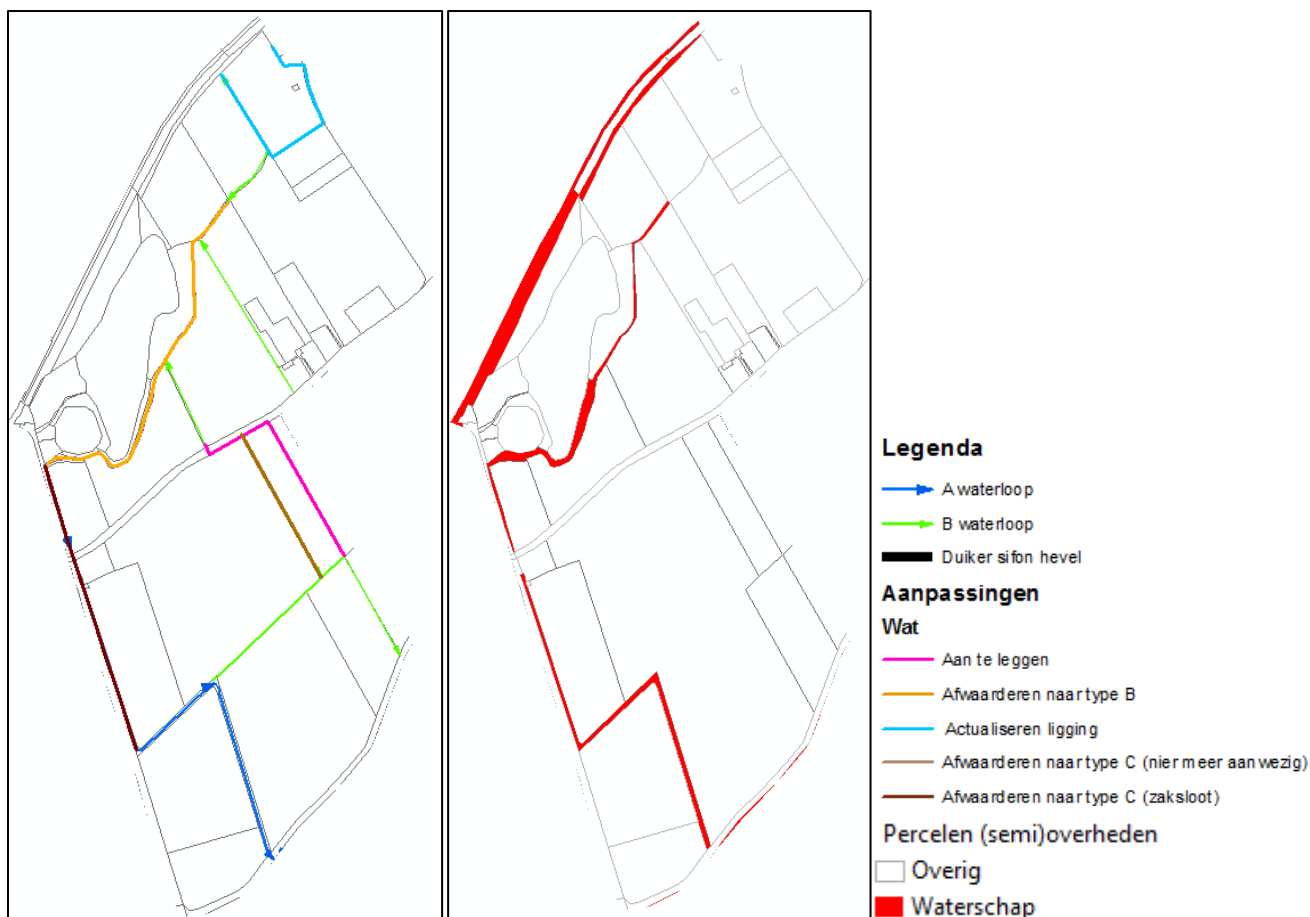 Legenda
A waterloop
B waterloop
Duiker sifon hevel
Aanpassingen
Wat
Aan te leggen
Afwaarderen naar type B
Actualiseren ligging
Afwaarderen naar type C (nier meer aanwezig)
Afwaarderen naar type C (zaksloot)
Percelen (semi)overheden
Overig
Waterschap